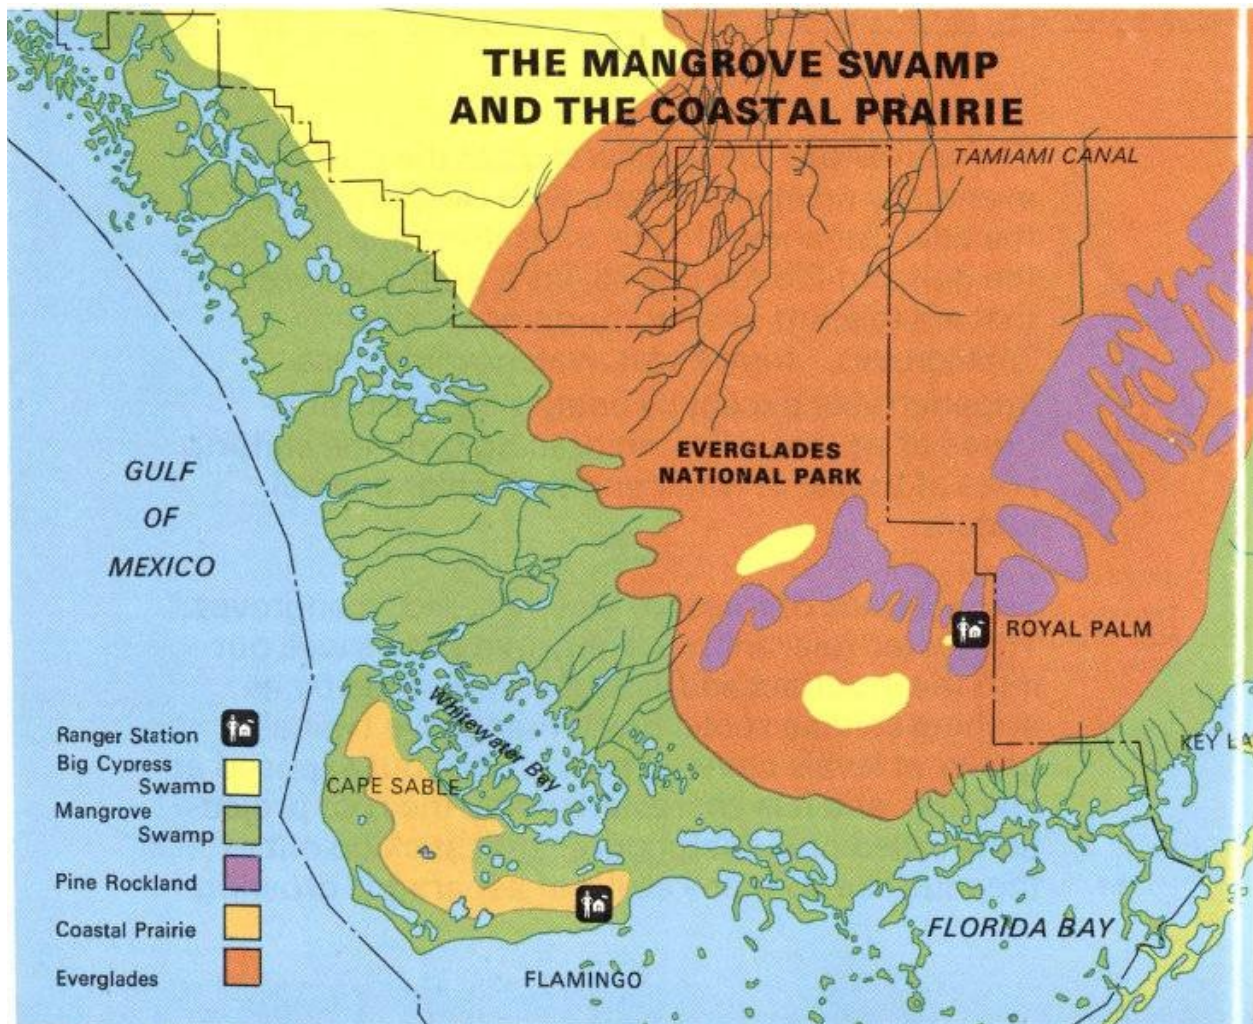 THE MANGROVE SWAMP
AND THE COASTAL PRAIRIE
TAMIAMI CANAL
EVERGLADES
NATIONAL PARK
GULF
OF
MEXICO
ROYAL PALM
Whitewater Bay
Ranger Station
Big Cypress
Swamp
Mangrove
Swamp
Pine Rockland
Coastal Prairie
Everglades
CAPE SABLE
KEY
FLORIDA BAY
FLAMINGO